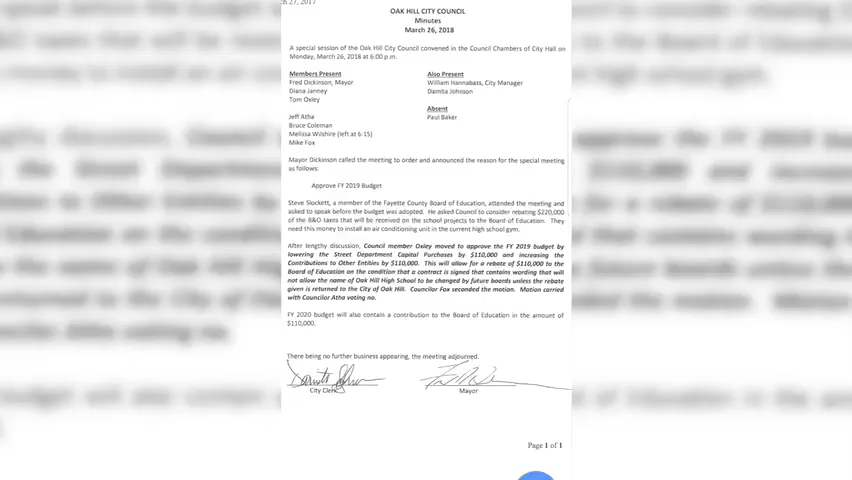 ch 27, 2017
OAK HILL CITY COUNCIL
Minutes
March 26, 2018
A special session of the Oak Hill City Council convened in the Council Chambers of City Hall on
Monday, March 26, 2018 at 6:00 p.m.
Members Present
Fred Dickinson, Mayor
Diana Janney
Tom Oxley
Jeff Atha
Bruce Coleman
Melissa Wilshire (left at 6:15)
Mike Fox
Also Present
William Hannabass, City Manager
Damita Johnson
Absent
Paul Baker
Mayor Dickinson called the meeting to order and announced the reason for the special meeting
as follows:
Approve FY 2019 Budget
Steve Slockett, a member of the Fayette County Board of Education, attended the meeting and
asked to speak before the budget was adopted. He asked Council to consider rebating $220,000
of the B&O taxes that will be received on the school projects to the Board of Education. They
need this money to install an air conditioning unit in the current high school gym.
After lengthy discussion, Council member Oxley moved to approve the FY 2019 budget by
lowering the Street Department Capital Purchases by $110,000 and increasing the
Contributions to Other Entities by $110,000. This will allow for a rebate of $110,000 to the
Board of Education on the condition that a contract is signed that contains wording that will
not allow the name of Oak Hill High School to be changed by future boards unless the rebate
given is returned to the City of Oak Hill. Councilor Fox seconded the motion. Motion carried
with Councilor Atha voting no.
FY 2020 budget will also contain a contribution to the Board of Education in the amount of
$110,000.
There being no further business appearing, the meeting adjourned.
City Clerk
Mayor
Page 1 of 1